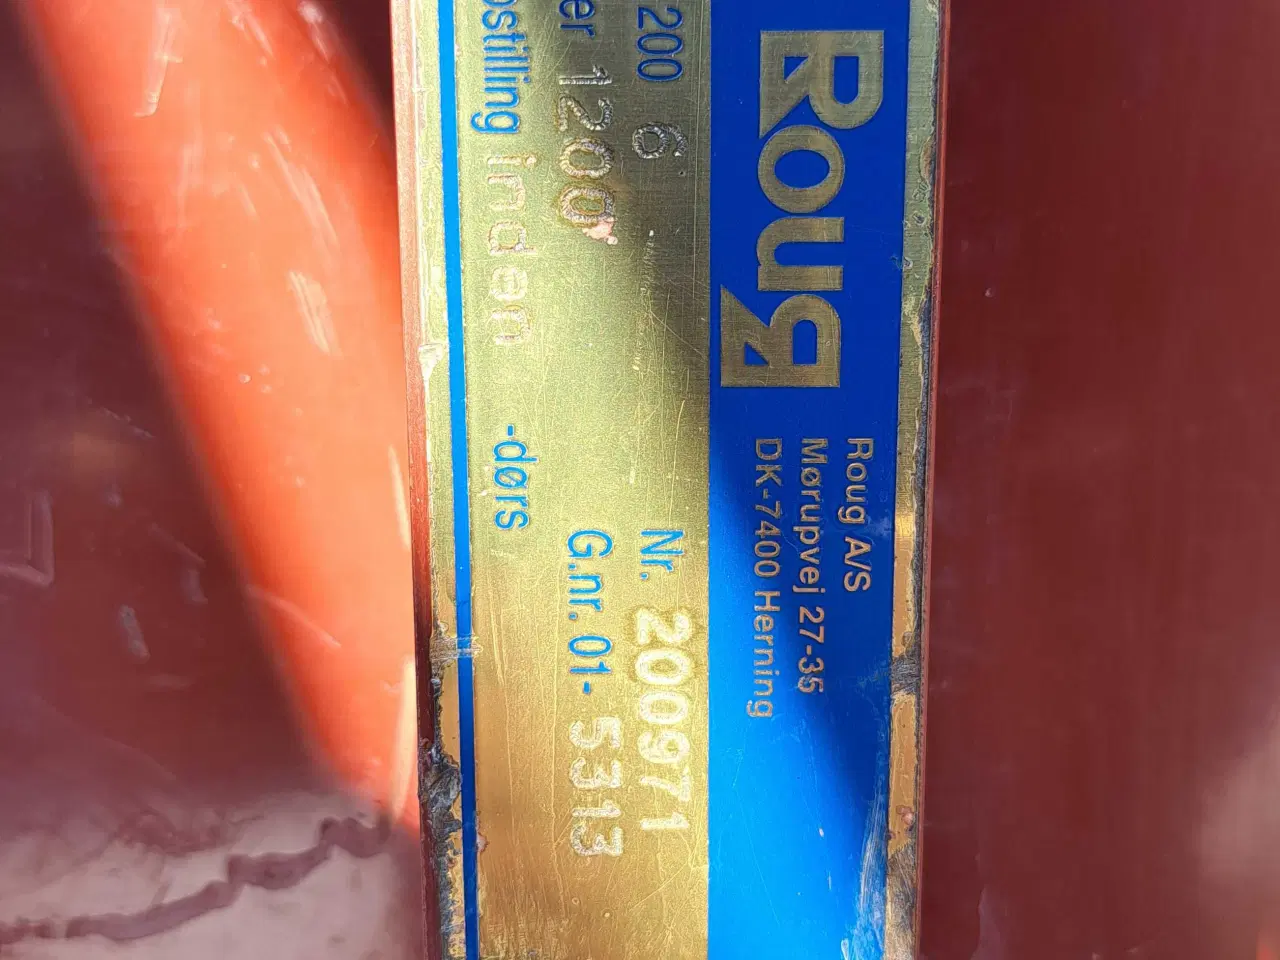 Roug
Roug A/S
Mørupvej 27-35
DK-7400 Herning
200 6 Nr. 200971
er 1200 G.nr. 01- 5313
stilling inden -dørs